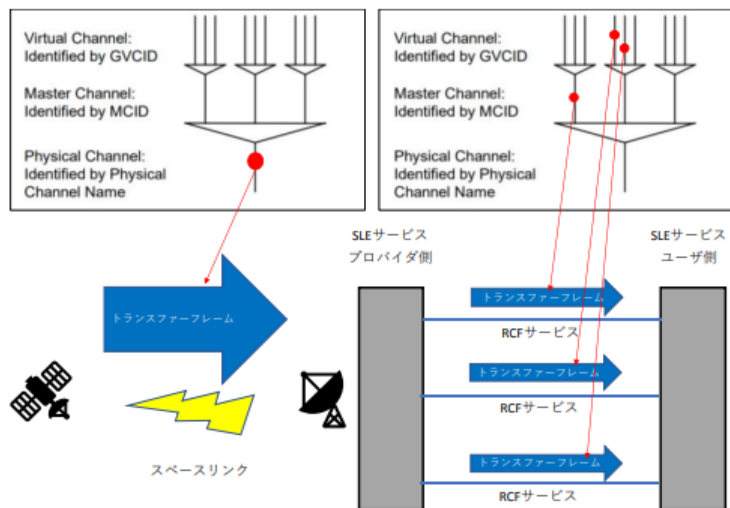 Virtual Channel:
Identified by GVCID
Master Channel:
Identified by MCID
Physical Channel:
Identified by Physical
Channel Name
Virtual Channel:
Identified by GVCID
Master Channel:
Identified by MCID
Physical Channel:
Identified by Physical
Channel Name
SLEサービス
プロバイダ側
SLEサービス
ユーザ側
トランスファーフレーム
トランスファーフレーム
RCFサービス
トランスファーフレーム
RCFサービス
トランスファーフレーム
RCFサービス
スペースリンク